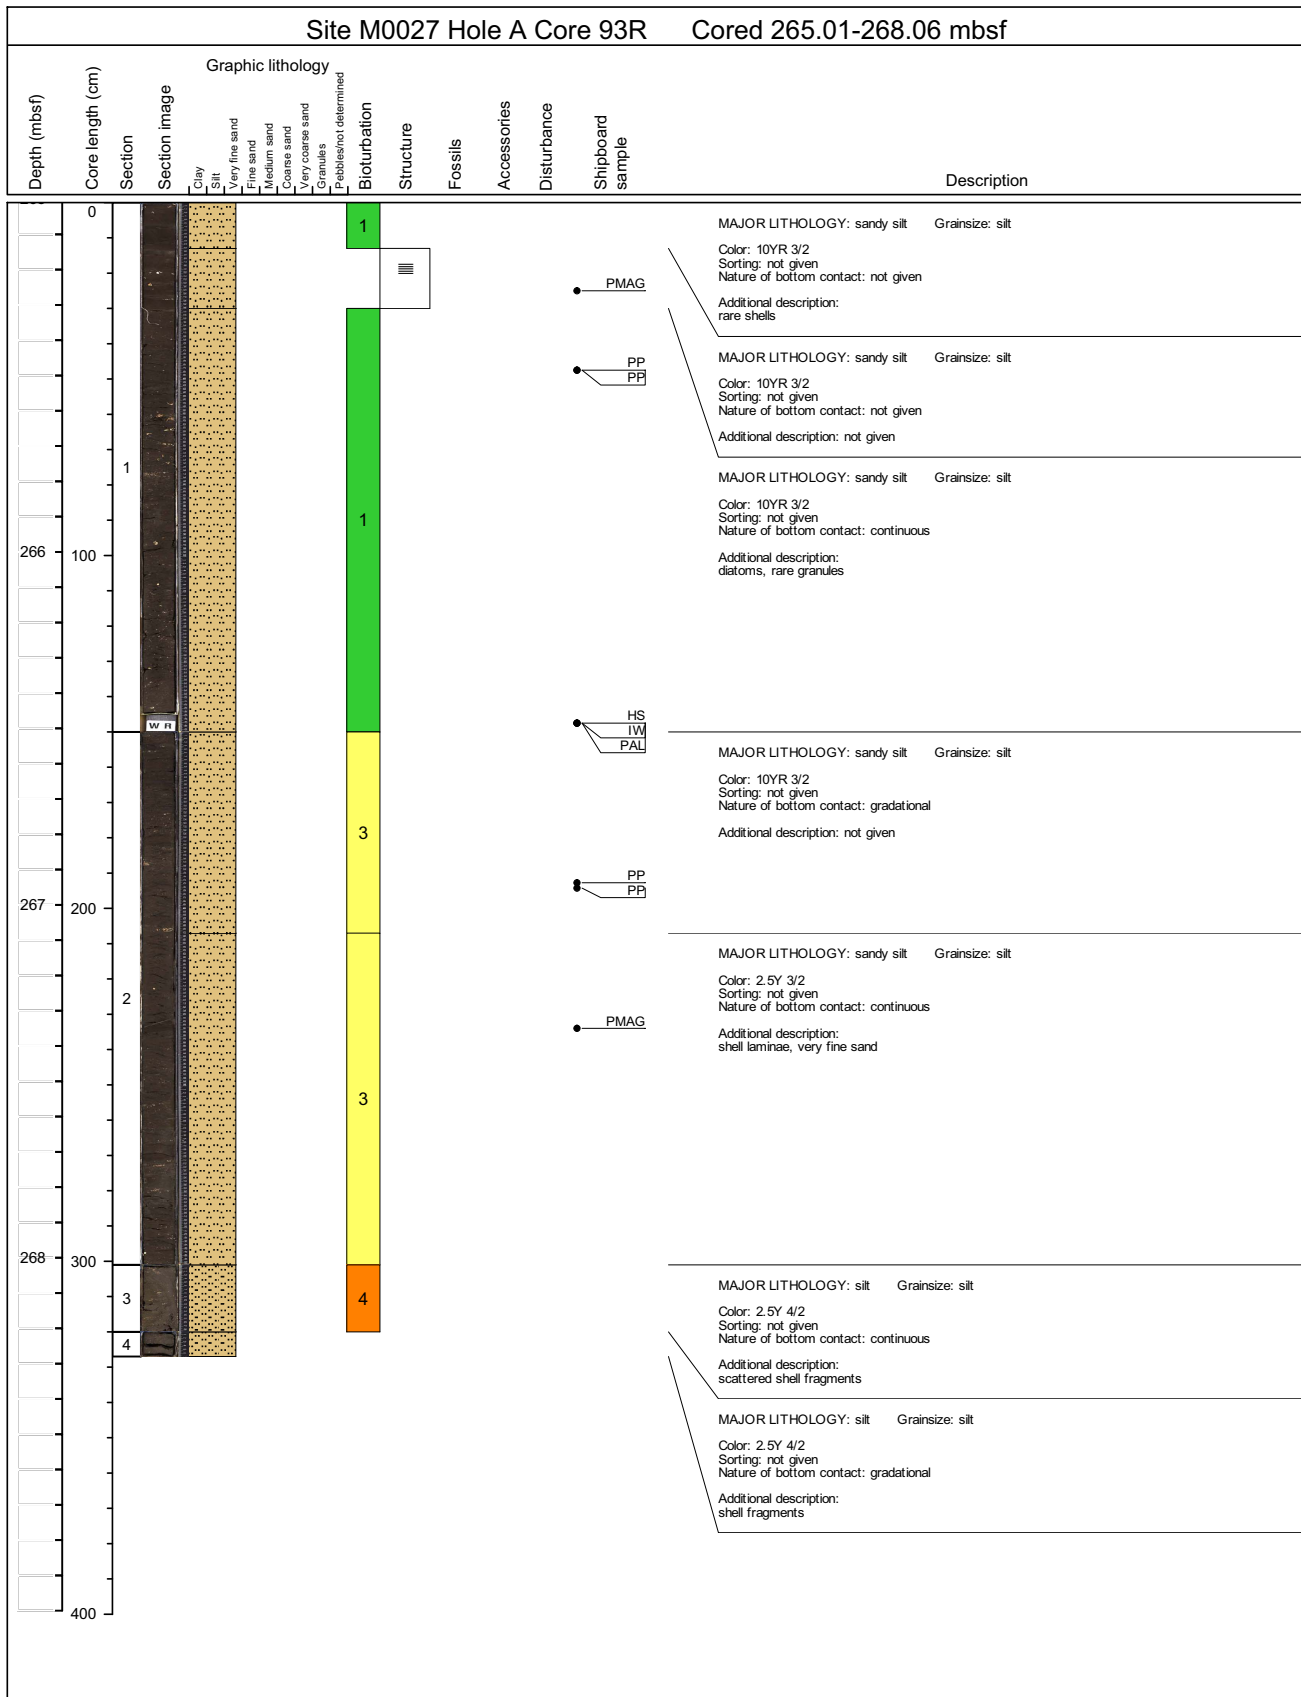 Site M0027 Hole A Core 93R Cored 265.01-268.06 mbsf
Graphic lithology
Depth (mbsf)
Core length (cm)
Section
Section image
Clay
Silt
Very fine sand
Fine sand
Medium sand
Coarse sand
Very coarse sand
Granules
Pebbles/not determined
Bioturbation
Structure
Fossils
Accessories
Disturbance
Shipboard
sample
Description
0
1
MAJOR LITHOLOGY: sandy silt Grainsize: silt
Color: 10YR 3/2
Sorting: not given
Nature of bottom contact: not given
Additional description:
rare shells
PMAG
MAJOR LITHOLOGY: sandy silt Grainsize: silt
Color: 10YR 3/2
Sorting: not given
Nature of bottom contact: not given
Additional description: not given
PP
PP
1
MAJOR LITHOLOGY: sandy silt Grainsize: silt
Color: 10YR 3/2
Sorting: not given
Nature of bottom contact: continuous
Additional description:
diatoms, rare granules
1
266
100
W R
HS
IW
PAL
MAJOR LITHOLOGY: sandy silt Grainsize: silt
Color: 10YR 3/2
Sorting: not given
Nature of bottom contact: gradational
Additional description: not given
3
PP
PP
267
200
MAJOR LITHOLOGY: sandy silt Grainsize: silt
Color: 2.5Y 3/2
Sorting: not given
Nature of bottom contact: continuous
Additional description:
shell laminae, very fine sand
2
PMAG
3
268
300
MAJOR LITHOLOGY: silt Grainsize: silt
Color: 2.5Y 4/2
Sorting: not given
Nature of bottom contact: continuous
Additional description:
scattered shell fragments
3
4
4
MAJOR LITHOLOGY: silt Grainsize: silt
Color: 2.5Y 4/2
Sorting: not given
Nature of bottom contact: gradational
Additional description:
shell fragments
400